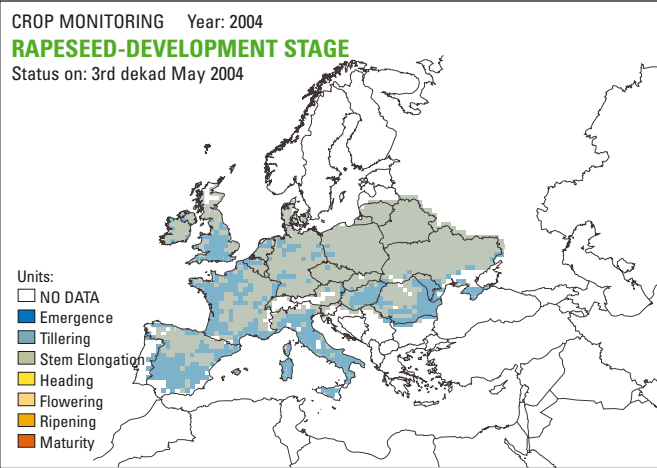 CROP MONITORING Year: 2004
RAPESEED-DEVELOPMENT STAGE
Status on: 3rd dekad May 2004
Units:
NO DATA
Emergence
Tillering
Stem Elongation
Heading
Flowering
Ripening
Maturity